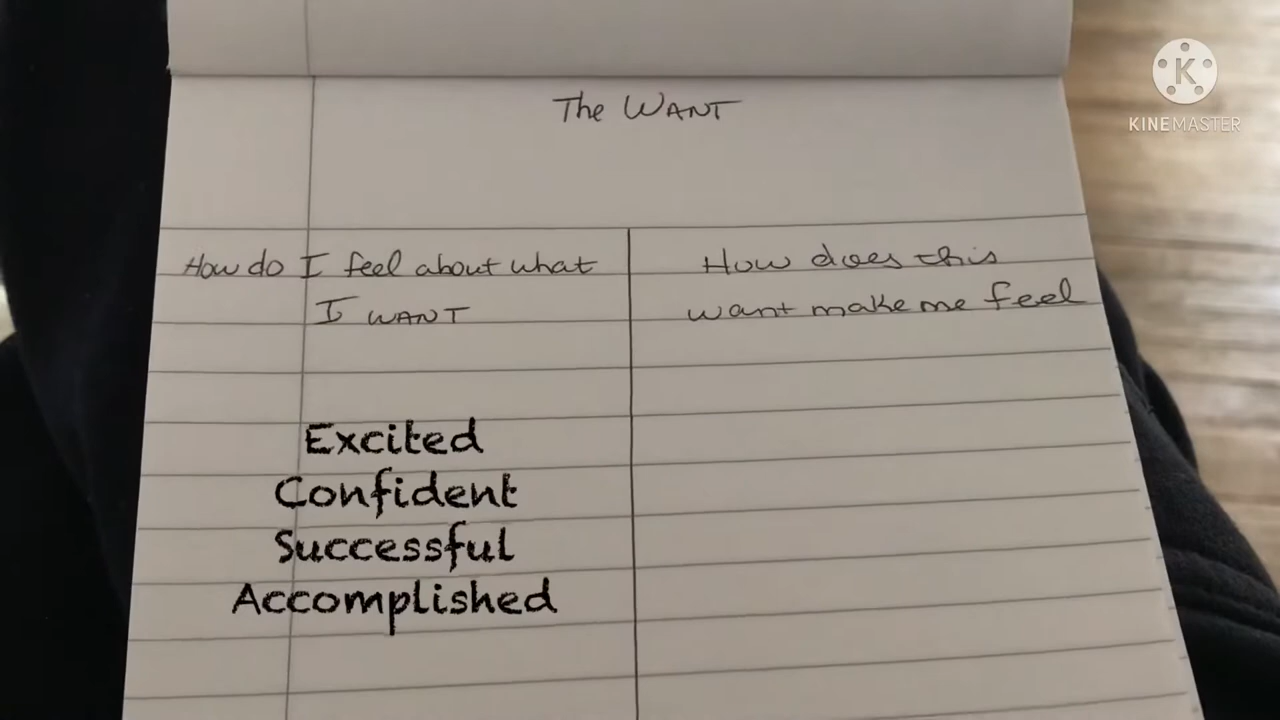 The WANT
KINEMASTER
How do I feel about what
I WANT
How does this
want make me feel
Excited
Confident
Successful
Accomplished